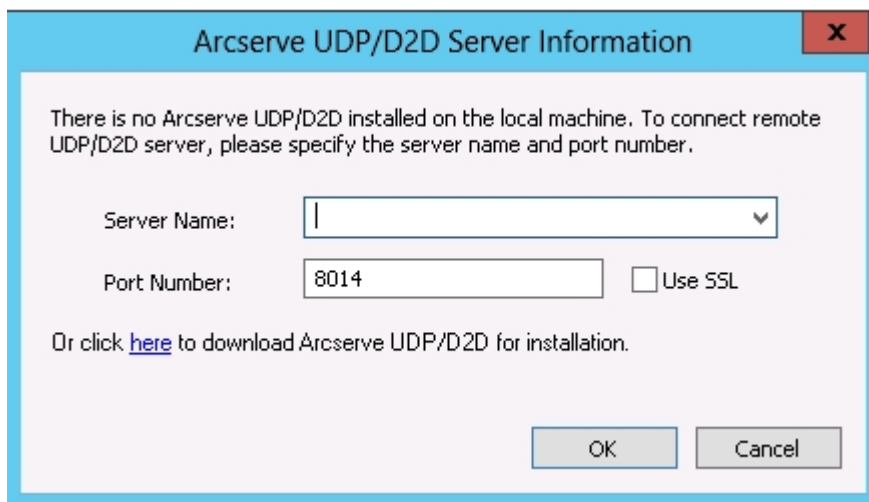 Arcserve UDP/D2D Server Information
x
There is no Arcserve UDP/D2D installed on the local machine. To connect remote
UDP/D2D server, please specify the server name and port number.
Server Name:
Port Number: 8014 Use SSL
Or click here to download Arcserve UDP/D2D for installation.
OK Cancel